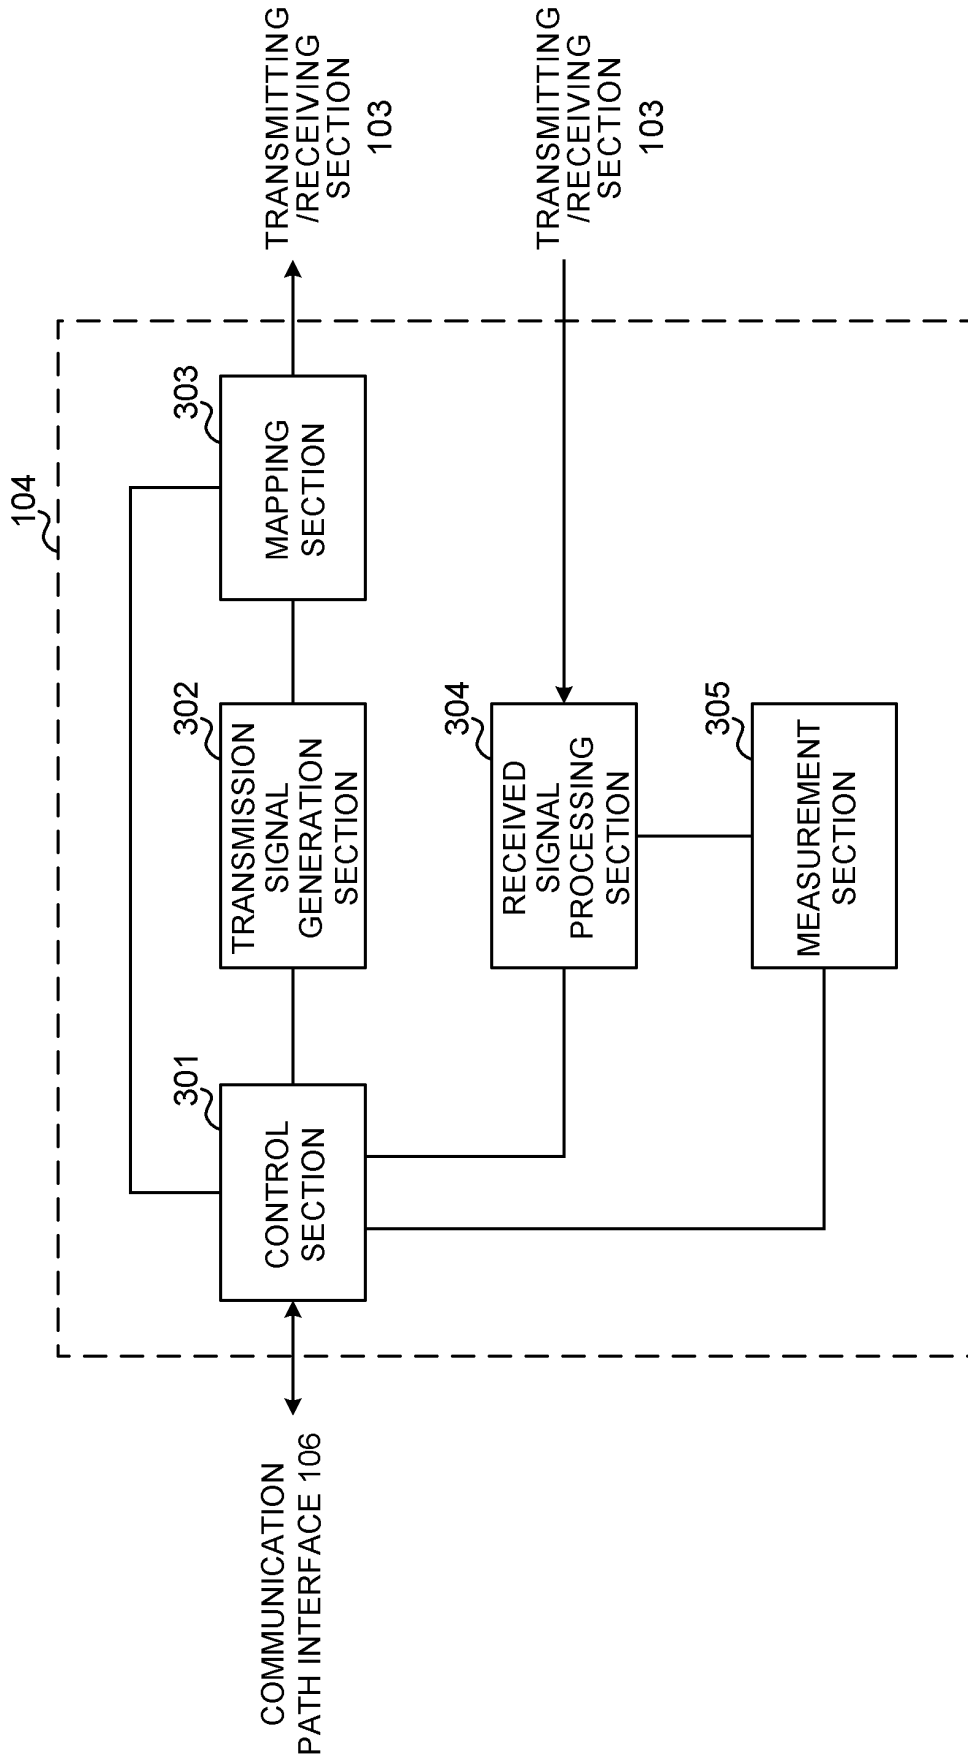 104
COMMUNICATION
PATH INTERFACE 106
301
CONTROL
SECTION
302
TRANSMISSION
SIGNAL
GENERATION
SECTION
303
MAPPING
SECTION
TRANSMITTING
/RECEIVING
SECTION
103
304
RECEIVED
SIGNAL
PROCESSING
SECTION
TRANSMITTING
/RECEIVING
SECTION
103
305
MEASUREMENT
SECTION